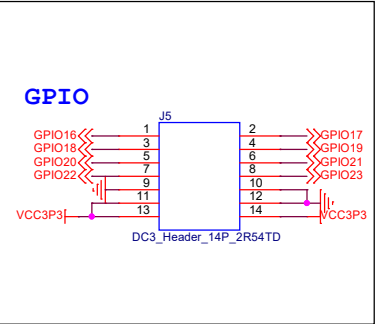 GPIO
J5
GPIO16 1 2 GPIO17
GPIO18 3 4 GPIO19
GPIO20 5 6 GPIO21
GPIO22 7 8 GPIO23
9 10
11 12
VCC3P3 13 14 VCC3P3
DC3_Header_14P_2R54TD